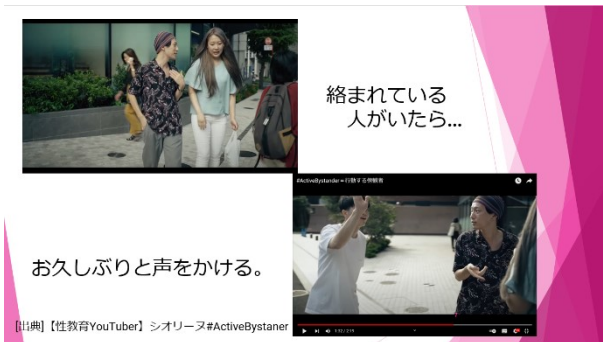 絡まれている
人がいたら...
#ActiveBystander＝行動する傍観者
お久しぶりと声をかける。
[出典]【性教育YouTuber】シオリーヌ#ActiveBystaner